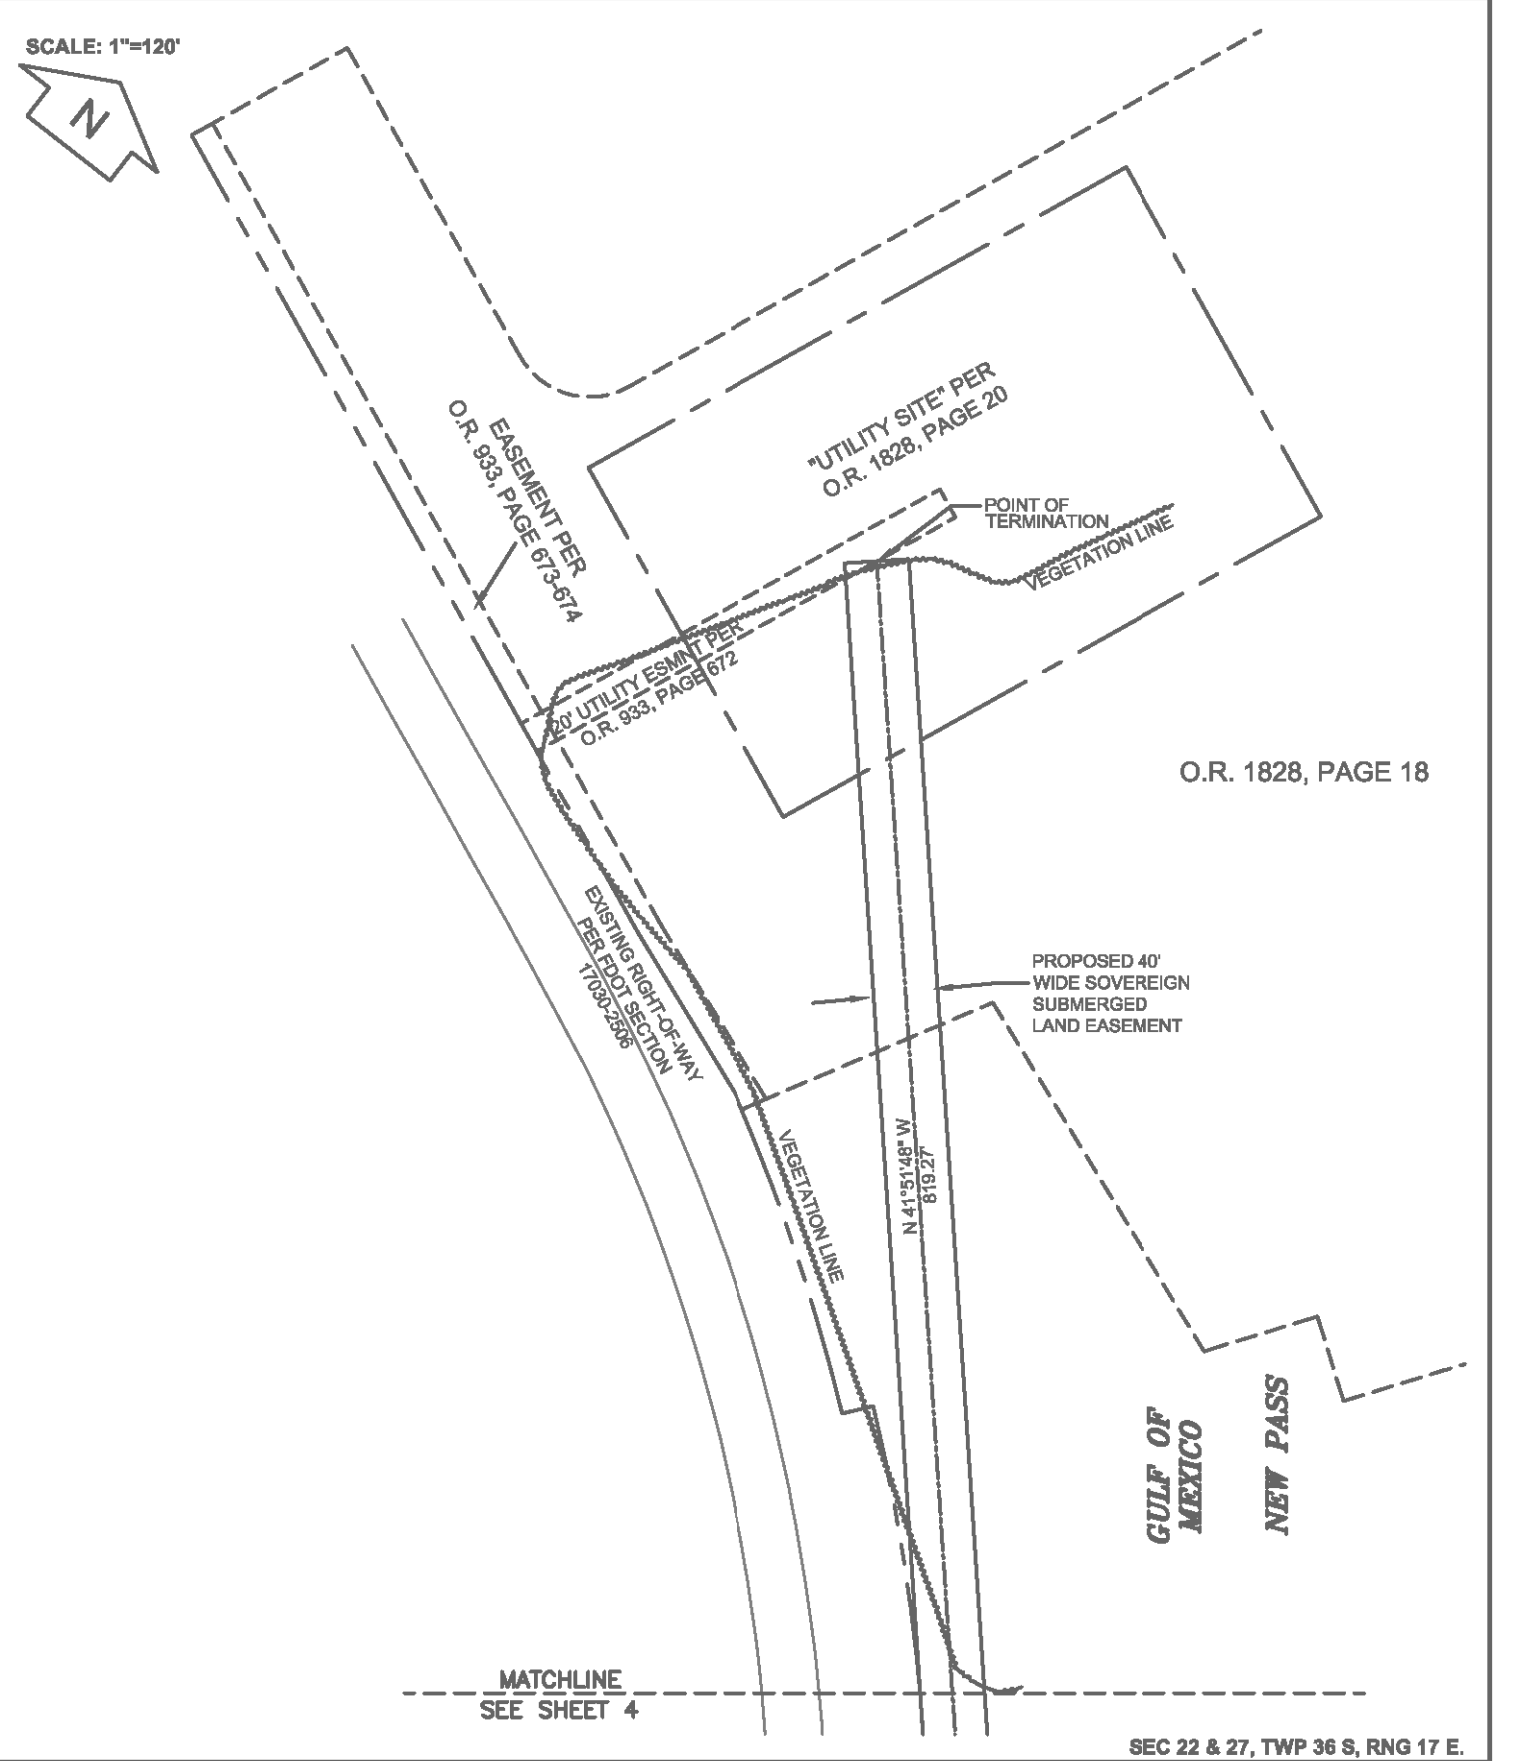 SCALE: 1"=120'
N
EASEMENT PER
O.R. 933, PAGE 673-674
"UTILITY SITE" PER
O.R. 1828, PAGE 20
POINT OF
TERMINATION
VEGETATION LINE
20' UTILITY ESMNT PER
O.R. 933, PAGE 672
O.R. 1828, PAGE 18
EXISTING RIGHT-OF-WAY
PER FDOT SECTION
17030-2506
PROPOSED 40'
WIDE SOVEREIGN
SUBMERGED
LAND EASEMENT
N 41°51'48" W
819.27'
VEGETATION LINE
GULF OF
MEXICO
NEW PASS
MATCHLINE
SEE SHEET 4
SEC 22 & 27, TWP 36 S, RNG 17 E.